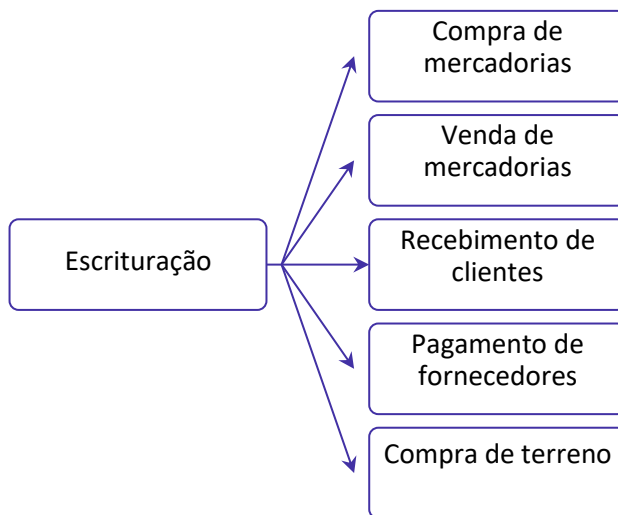 Compra de
mercadorias
Venda de
mercadorias
Escrituração
Recebimento de
clientes
Pagamento de
fornecedores
Compra de terreno